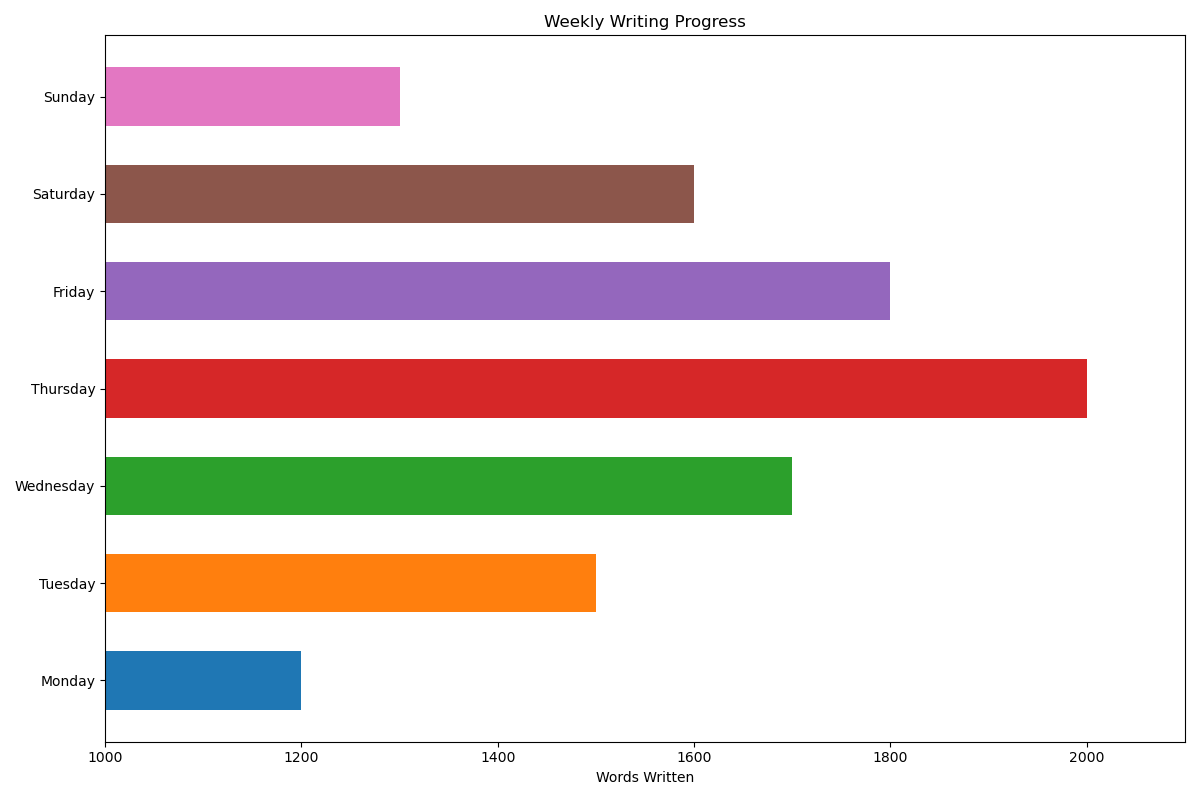 Weekly Writing Progress
Sunday
Saturday
Friday
Thursday
Wednesday
Tuesday
Monday
1000 1200 1400 1600 1800 2000
Words Written